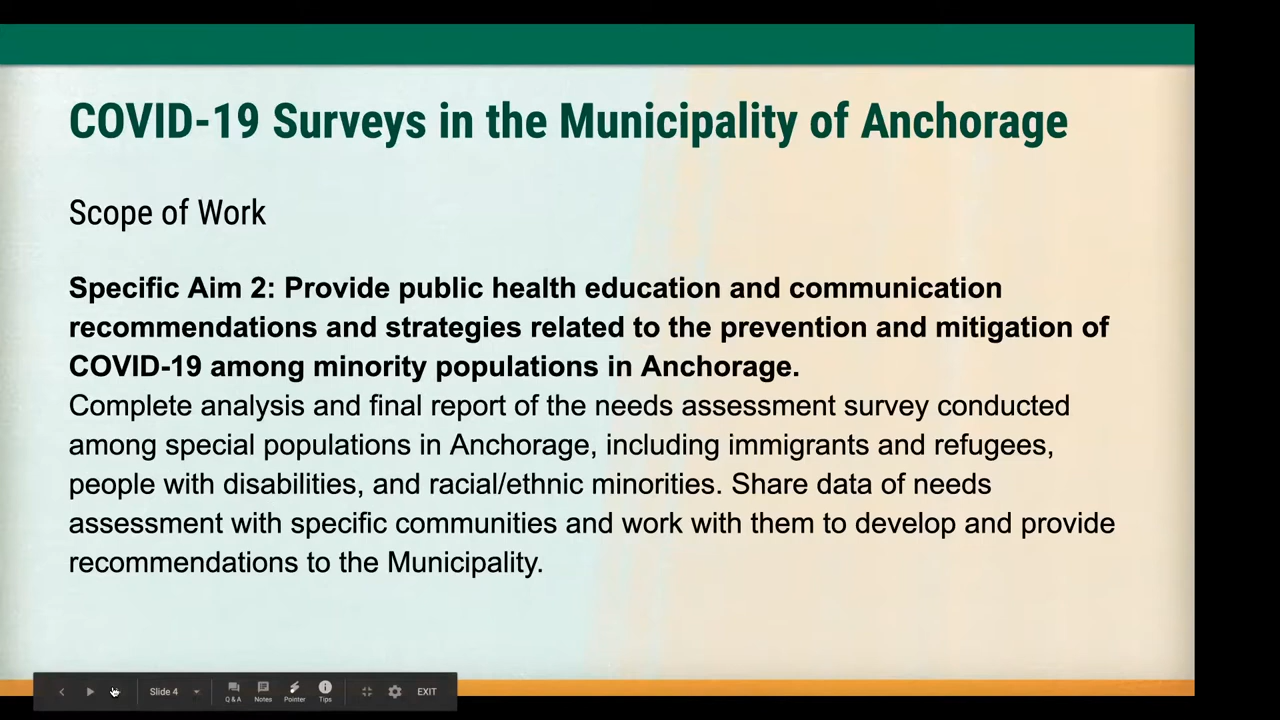 COVID-19 Surveys in the Municipality of Anchorage
Scope of Work
Specific Aim 2: Provide public health education and communication
recommendations and strategies related to the prevention and mitigation of
COVID-19 among minority populations in Anchorage.
Complete analysis and final report of the needs assessment survey conducted
among special populations in Anchorage, including immigrants and refugees,
people with disabilities, and racial/ethnic minorities. Share data of needs
assessment with specific communities and work with them to develop and provide
recommendations to the Municipality.
Slide 4 Q & A Notes Pointer Tips EXIT